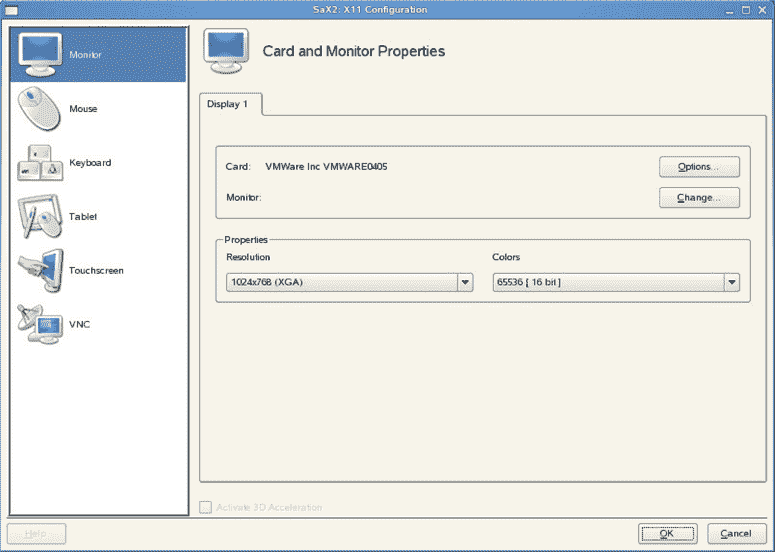 SaX2: X11 Configuration
Monitor
Mouse
Keyboard
Tablet
Touchscreen
VNC
Card and Monitor Properties
Display 1
Card: VMWare Inc VMWARE0405
Options...
Monitor:
Change...
Properties
Resolution
Colors
1024x768 (XGA)
65536 [ 16 bit ]
Activate 3D Acceleration
Help
OK
Cancel